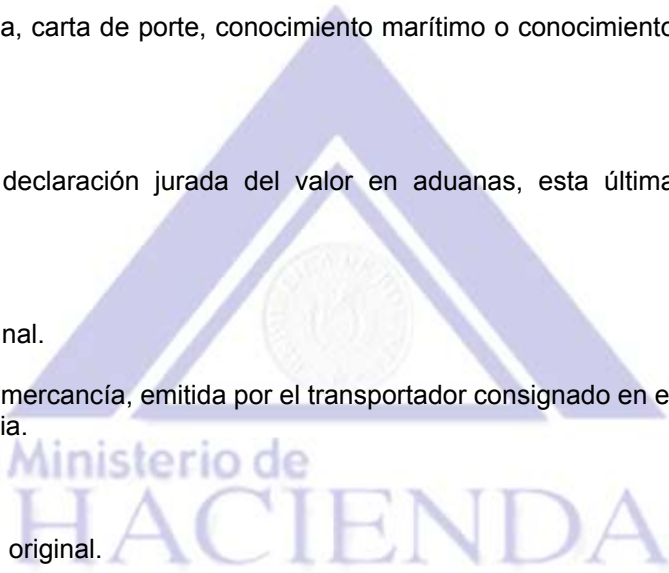 a, carta de porte, conocimiento marítimo o conocimiento
declaración jurada del valor en aduanas, esta última
nal.
mercancía, emitida por el transportador consignado en e
ia.
Ministerio de
HACIENDA
original.